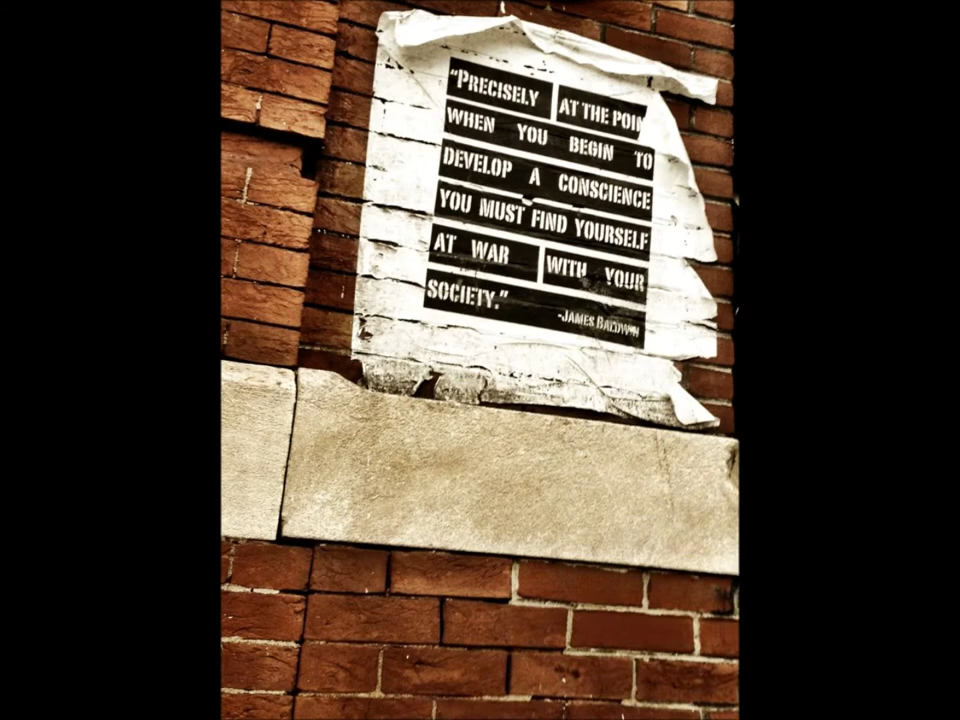 “PRECISELY AT THE POIN
WHEN YOU BEGIN TO
DEVELOP A CONSCIENCE
YOU MUST FIND YOURSELF
AT WAR WITH YOUR
SOCIETY.”
-JAMES BALDWIN